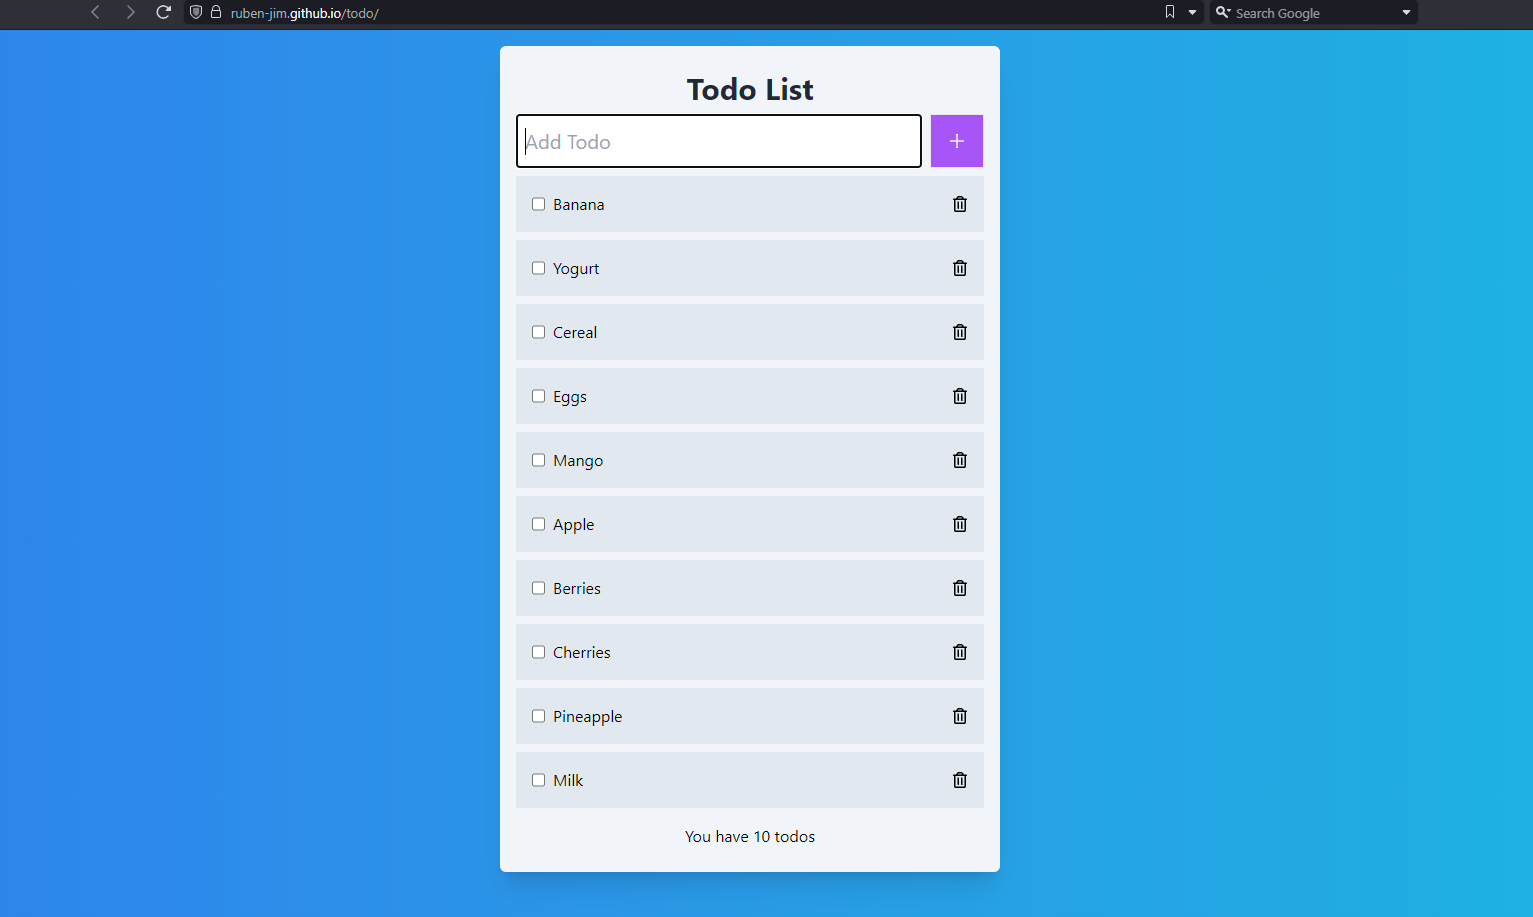 ruben-jim.github.io/todo/
Search Google
Todo List
Add Todo
Banana
Yogurt
Cereal
Eggs
Mango
Apple
Berries
Cherries
Pineapple
Milk
You have 10 todos